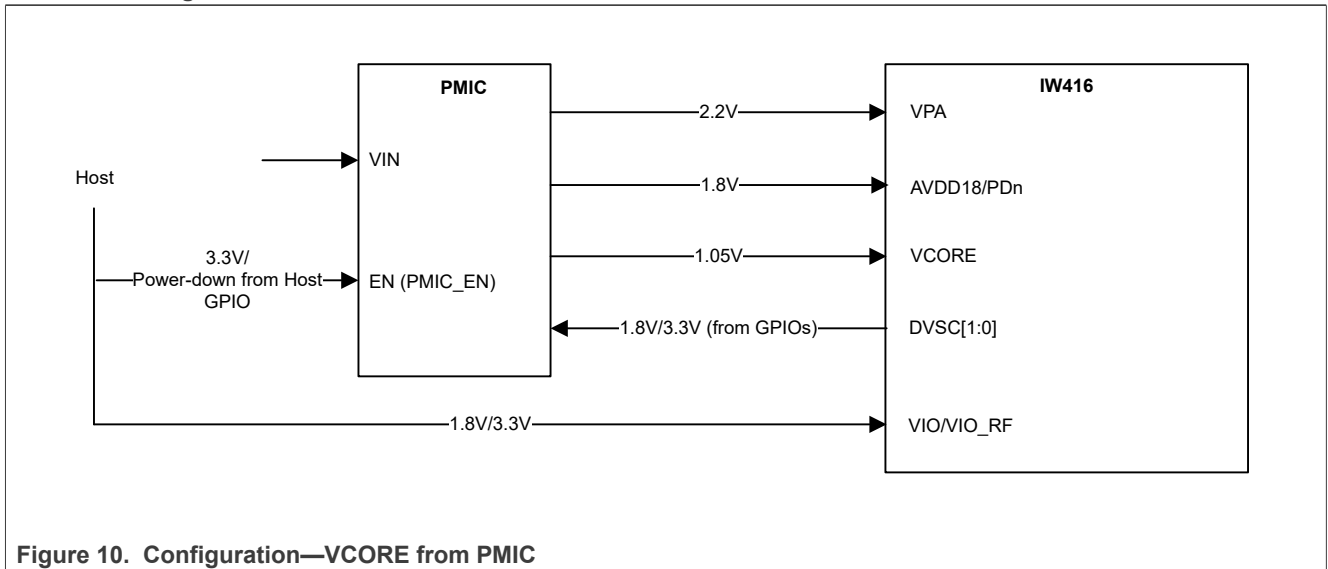 PMIC
IW416
2.2V
VPA
VIN
Host
1.8V
AVDD18/PDn
3.3V/
Power-down from Host
GPIO
EN (PMIC_EN)
1.05V
VCORE
1.8V/3.3V (from GPIOs)
DVSC[1:0]
1.8V/3.3V
VIO/VIO_RF
Figure 10. Configuration—VCORE from PMIC